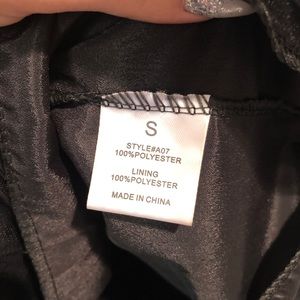 S
STYLE#A07
100%POLYESTER
LINING
100%POLYESTER
MADE IN CHINA